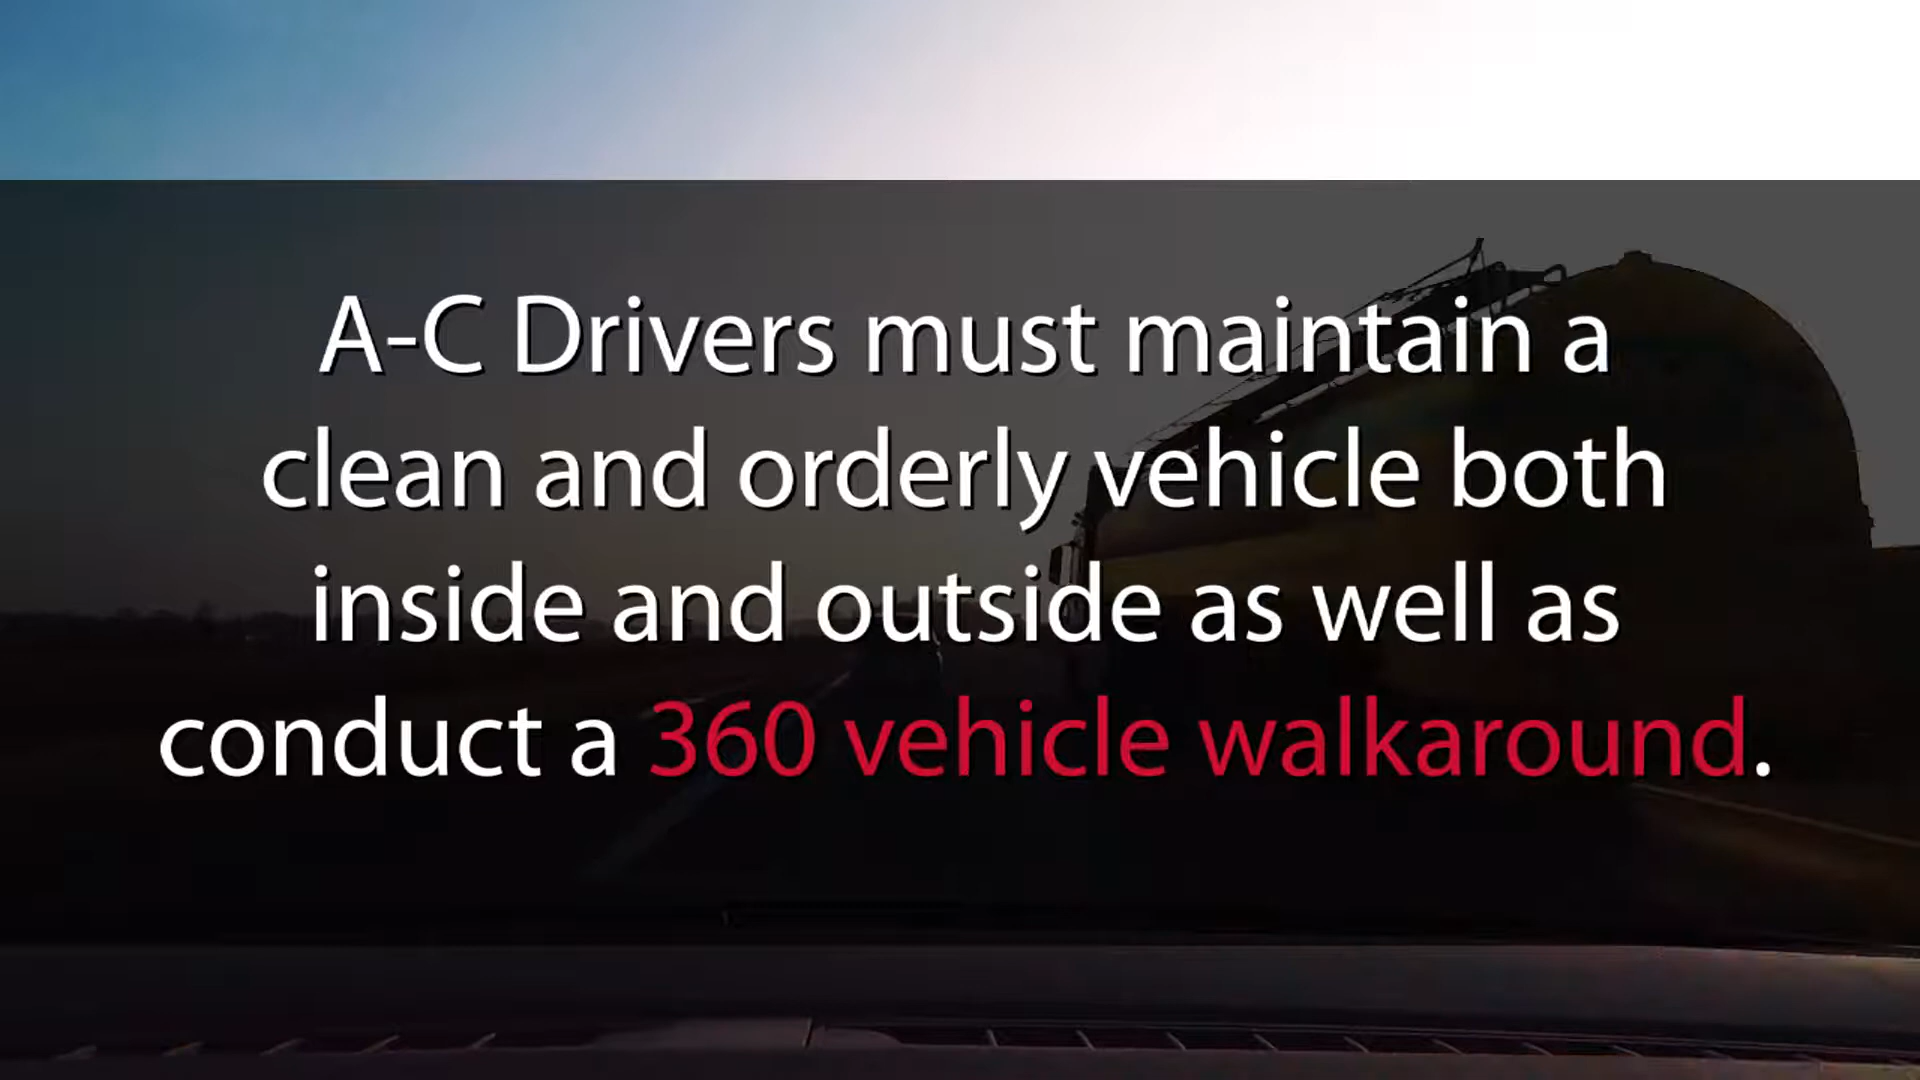 A-C Drivers must maintain a
clean and orderly vehicle both
inside and outside as well as
conduct a 360 vehicle walkaround.